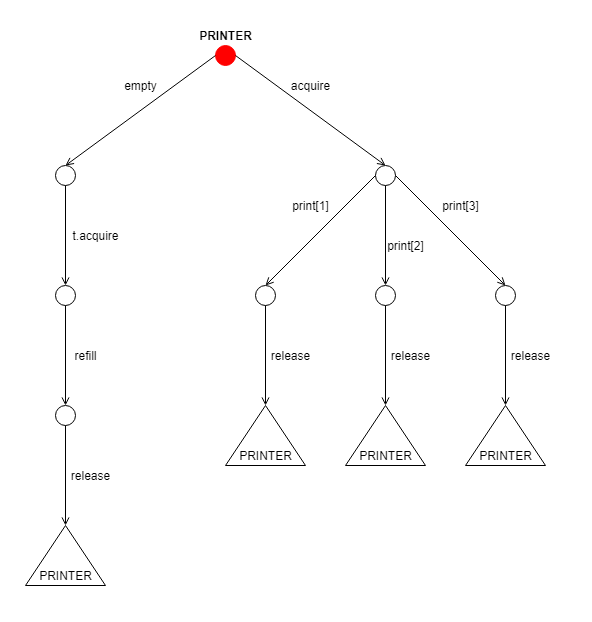 PRINTER
empty
acquire
print[1]
print[3]
t.acquire
print[2]
refill
release
release
release
PRINTER
PRINTER
PRINTER
release
PRINTER